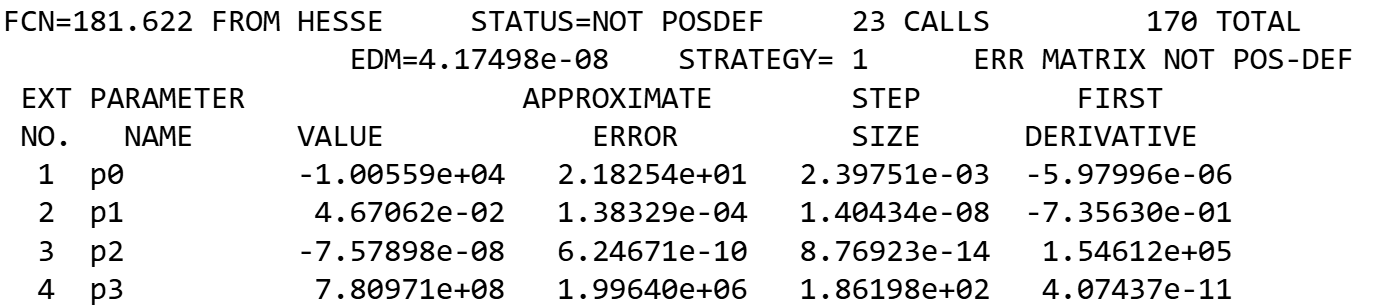 FCN=181.622 FROM HESSE     STATUS=NOT POSDEF     23 CALLS         170 TOTAL
                    EDM=4.17498e-08    STRATEGY= 1      ERR MATRIX NOT POS-DEF
 EXT PARAMETER                APPROXIMATE        STEP         FIRST
 NO.   NAME      VALUE            ERROR          SIZE      DERIVATIVE
  1  p0          -1.00559e+04   2.18254e+01   2.39751e-03  -5.97996e-06
  2  p1           4.67062e-02   1.38329e-04   1.40434e-08  -7.35630e-01
  3  p2          -7.57898e-08   6.24671e-10   8.76923e-14   1.54612e+05
  4  p3           7.80971e+08   1.99640e+06   1.86198e+02   4.07437e-11